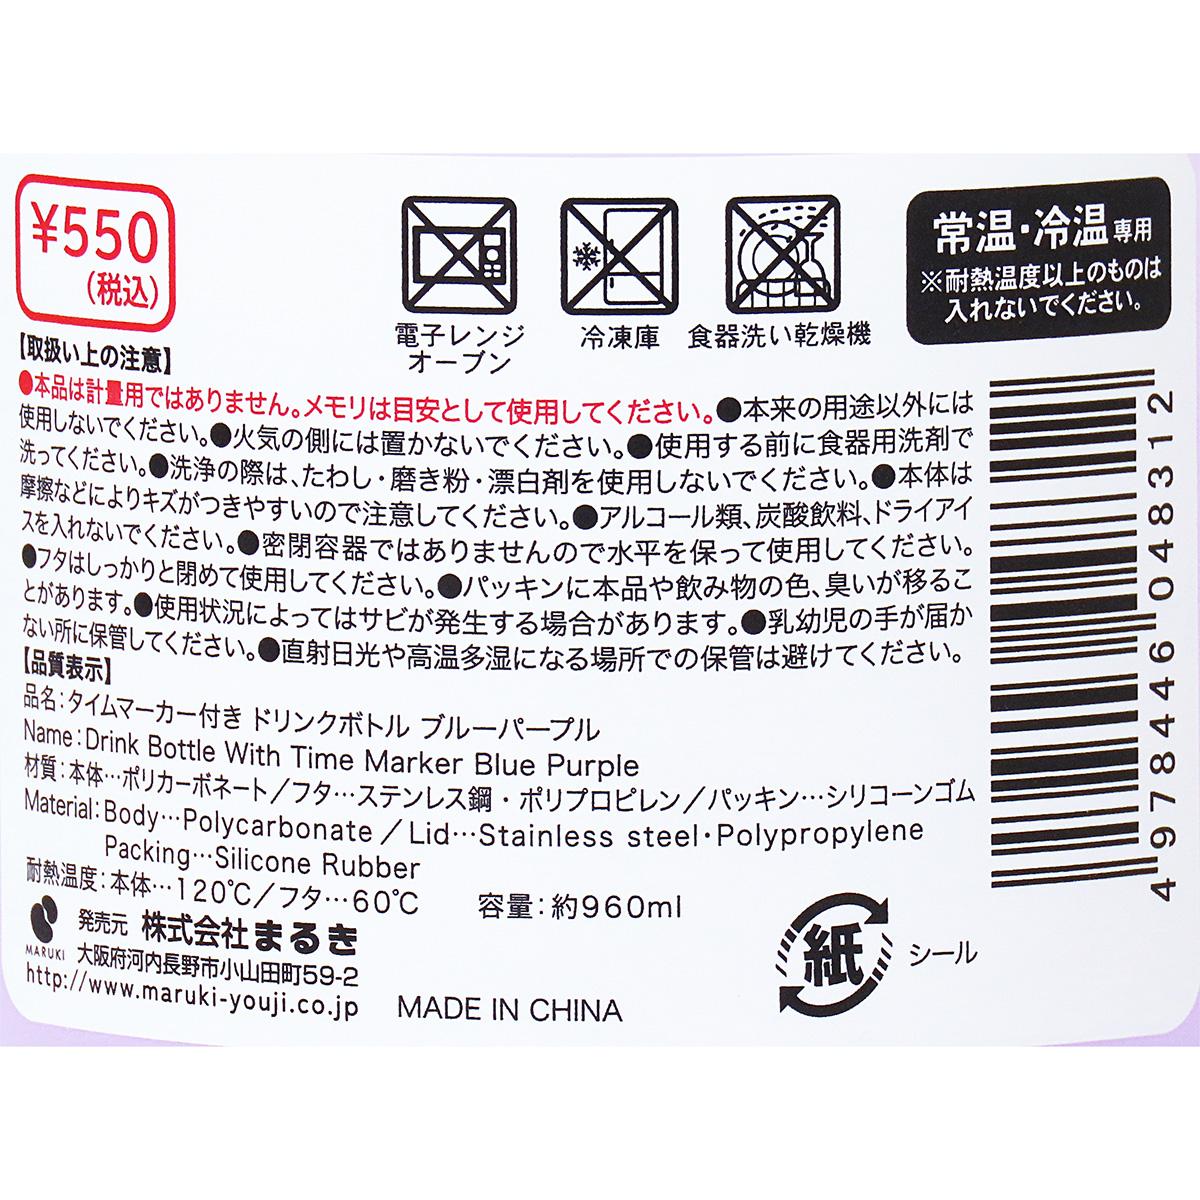 ¥550
(税込)
電子レンジ
オーブン
冷凍庫
食器洗い乾燥機
常温・冷温専用
※耐熱温度以上のものは
入れないでください。
【取扱い上の注意】
●本品は計量用ではありません。メモリは目安として使用してください。●本来の用途以外には
使用しないでください。●火気の側には置かないでください。●使用する前に食器用洗剤で
洗ってください。●洗浄の際は、たわし・磨き粉・漂白剤を使用しないでください。●本体は
摩擦などによりキズがつきやすいので注意してください。●アルコール類、炭酸飲料、ドライアイ
スを入れないでください。●密閉容器ではありませんので水平を保って使用してください。
●フタはしっかりと閉めて使用してください。●パッキンに本品や飲み物の色、臭いが移るこ
とがあります。●使用状況によってはサビが発生する場合があります。●乳幼児の手が届か
ない所に保管してください。●直射日光や高温多湿になる場所での保管は避けてください。
【品質表示】
品名：タイムマーカー付き ドリンクボトル ブルーパープル
Name：Drink Bottle With Time Marker Blue Purple
材質：本体…ポリカーボネート／フタ…ステンレス鋼・ポリプロピレン／パッキン…シリコーンゴム
Material：Body…Polycarbonate／Lid…Stainless steel・Polypropylene
Packing…Silicone Rubber
耐熱温度：本体…120℃／フタ…60℃ 容量：約960ml
MARUKI
発売元 株式会社まるき
大阪府河内長野市小山田町59-2
http://www.maruki-youji.co.jp
MADE IN CHINA
紙
シール
4978446048312